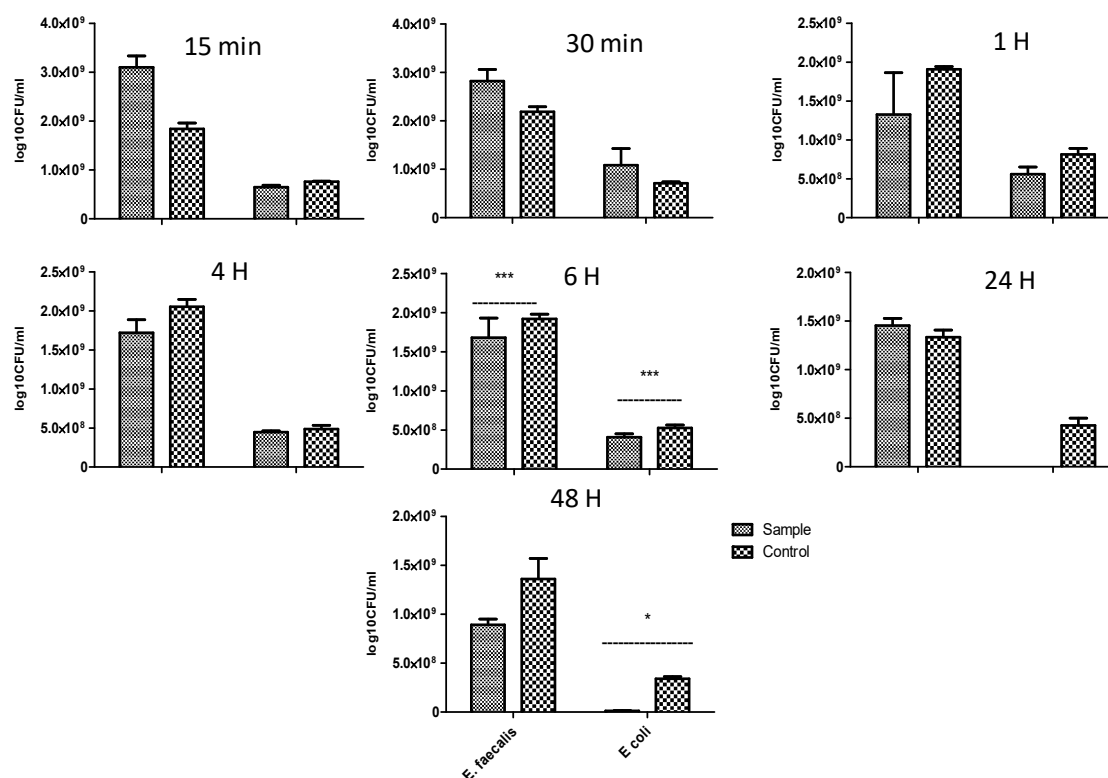 15 min
log10CFU/ml
4.0x10⁹
3.0x10⁹
2.0x10⁹
1.0x10⁹
0
30 min
log10CFU/ml
4.0x10⁹
3.0x10⁹
2.0x10⁹
1.0x10⁹
0
1 H
log10CFU/ml
2.5x10⁹
2.0x10⁹
1.5x10⁹
1.0x10⁹
5.0x10⁸
0
4 H
log10CFU/ml
2.5x10⁹
2.0x10⁹
1.5x10⁹
1.0x10⁹
5.0x10⁸
0
6 H
log10CFU/ml
2.5x10⁹
2.0x10⁹
1.5x10⁹
1.0x10⁹
5.0x10⁸
0
***
***
24 H
log10CFU/ml
2.0x10⁹
1.5x10⁹
1.0x10⁹
5.0x10⁸
0
48 H
log10CFU/ml
2.0x10⁹
1.5x10⁹
1.0x10⁹
5.0x10⁸
0
*
E. faecalis
E coli
Sample
Control